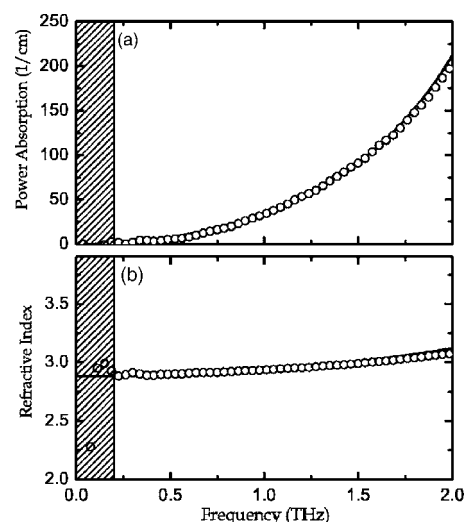 250
(a)
200
150
100
50
0
Power Absorption (1/cm)
(b)
3.5
3.0
2.5
2.0
Refractive Index
0.0 0.5 1.0 1.5 2.0
Frequency (THz)